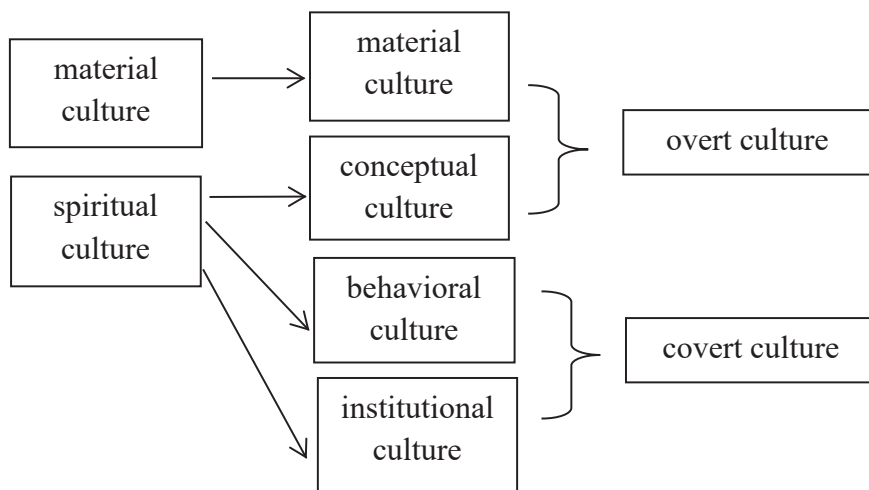 material
culture
spiritual
culture
material
culture
conceptual
culture
behavioral
culture
institutional
culture
overt culture
covert culture